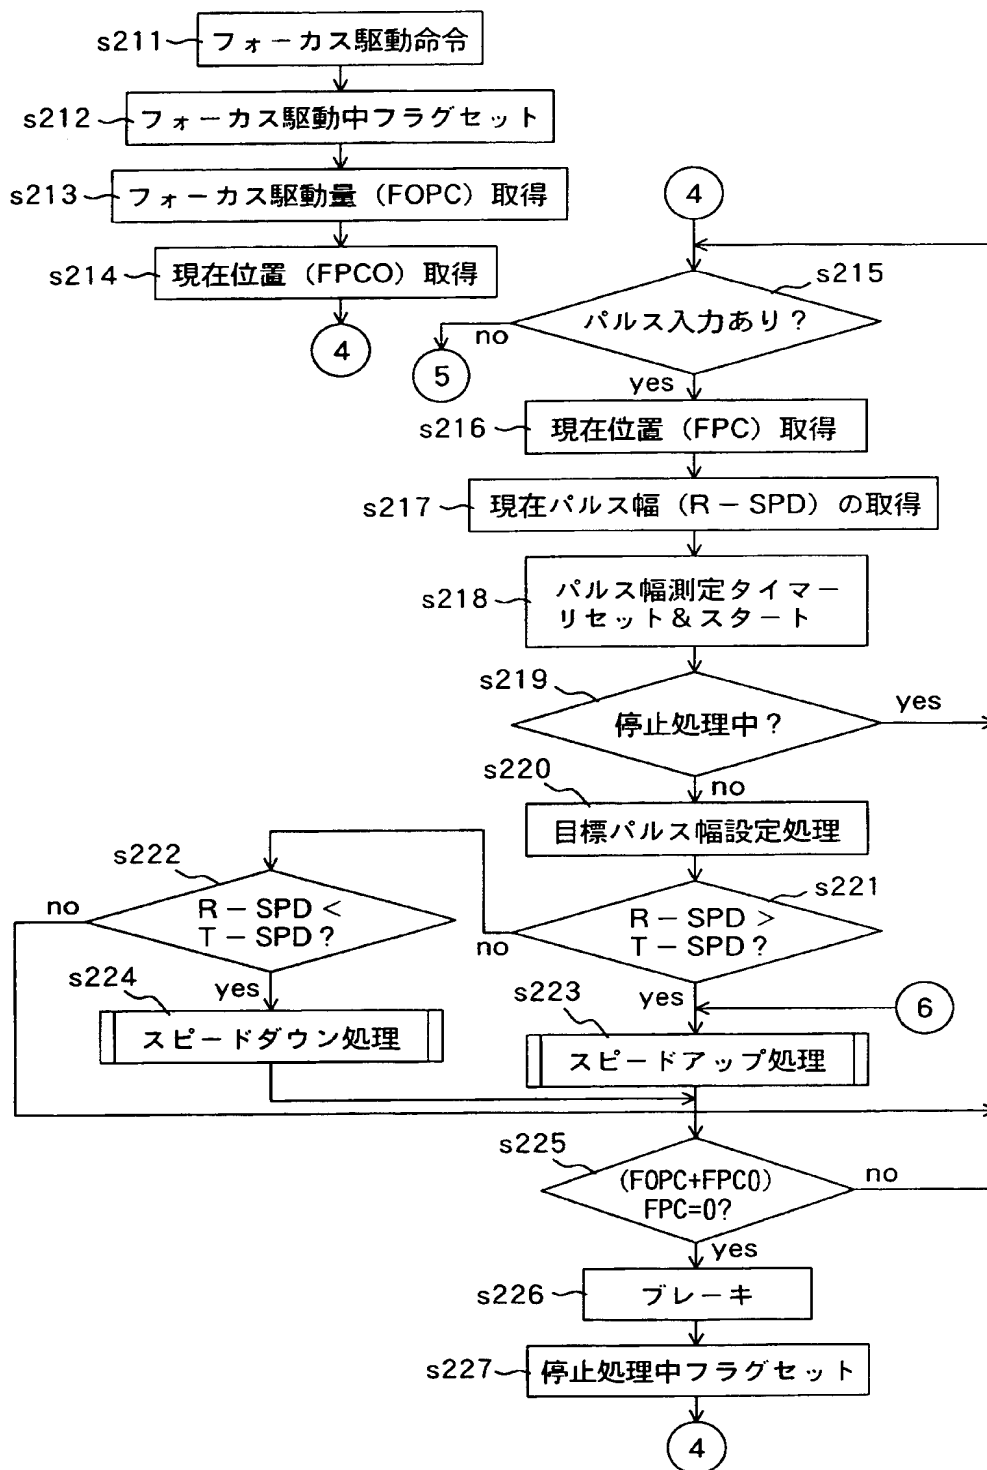 s211
フォーカス駆動命令
s212
フォーカス駆動中フラグセット
s213
フォーカス駆動量（FOPC）取得
s214
現在位置（FPCO）取得
4
4
s215
パルス入力あり？
no
5
yes
s216
現在位置（FPC）取得
s217
現在パルス幅（R－SPD）の取得
s218
パルス幅測定タイマー
リセット＆スタート
s219
停止処理中？
yes
no
s220
目標パルス幅設定処理
s221
R－SPD＞
T－SPD？
no
yes
s222
R－SPD＜
T－SPD？
no
yes
s224
スピードダウン処理
s223
スピードアップ処理
6
s225
(FOPC+FPC0)
FPC=0?
no
yes
s226
ブレーキ
s227
停止処理中フラグセット
4